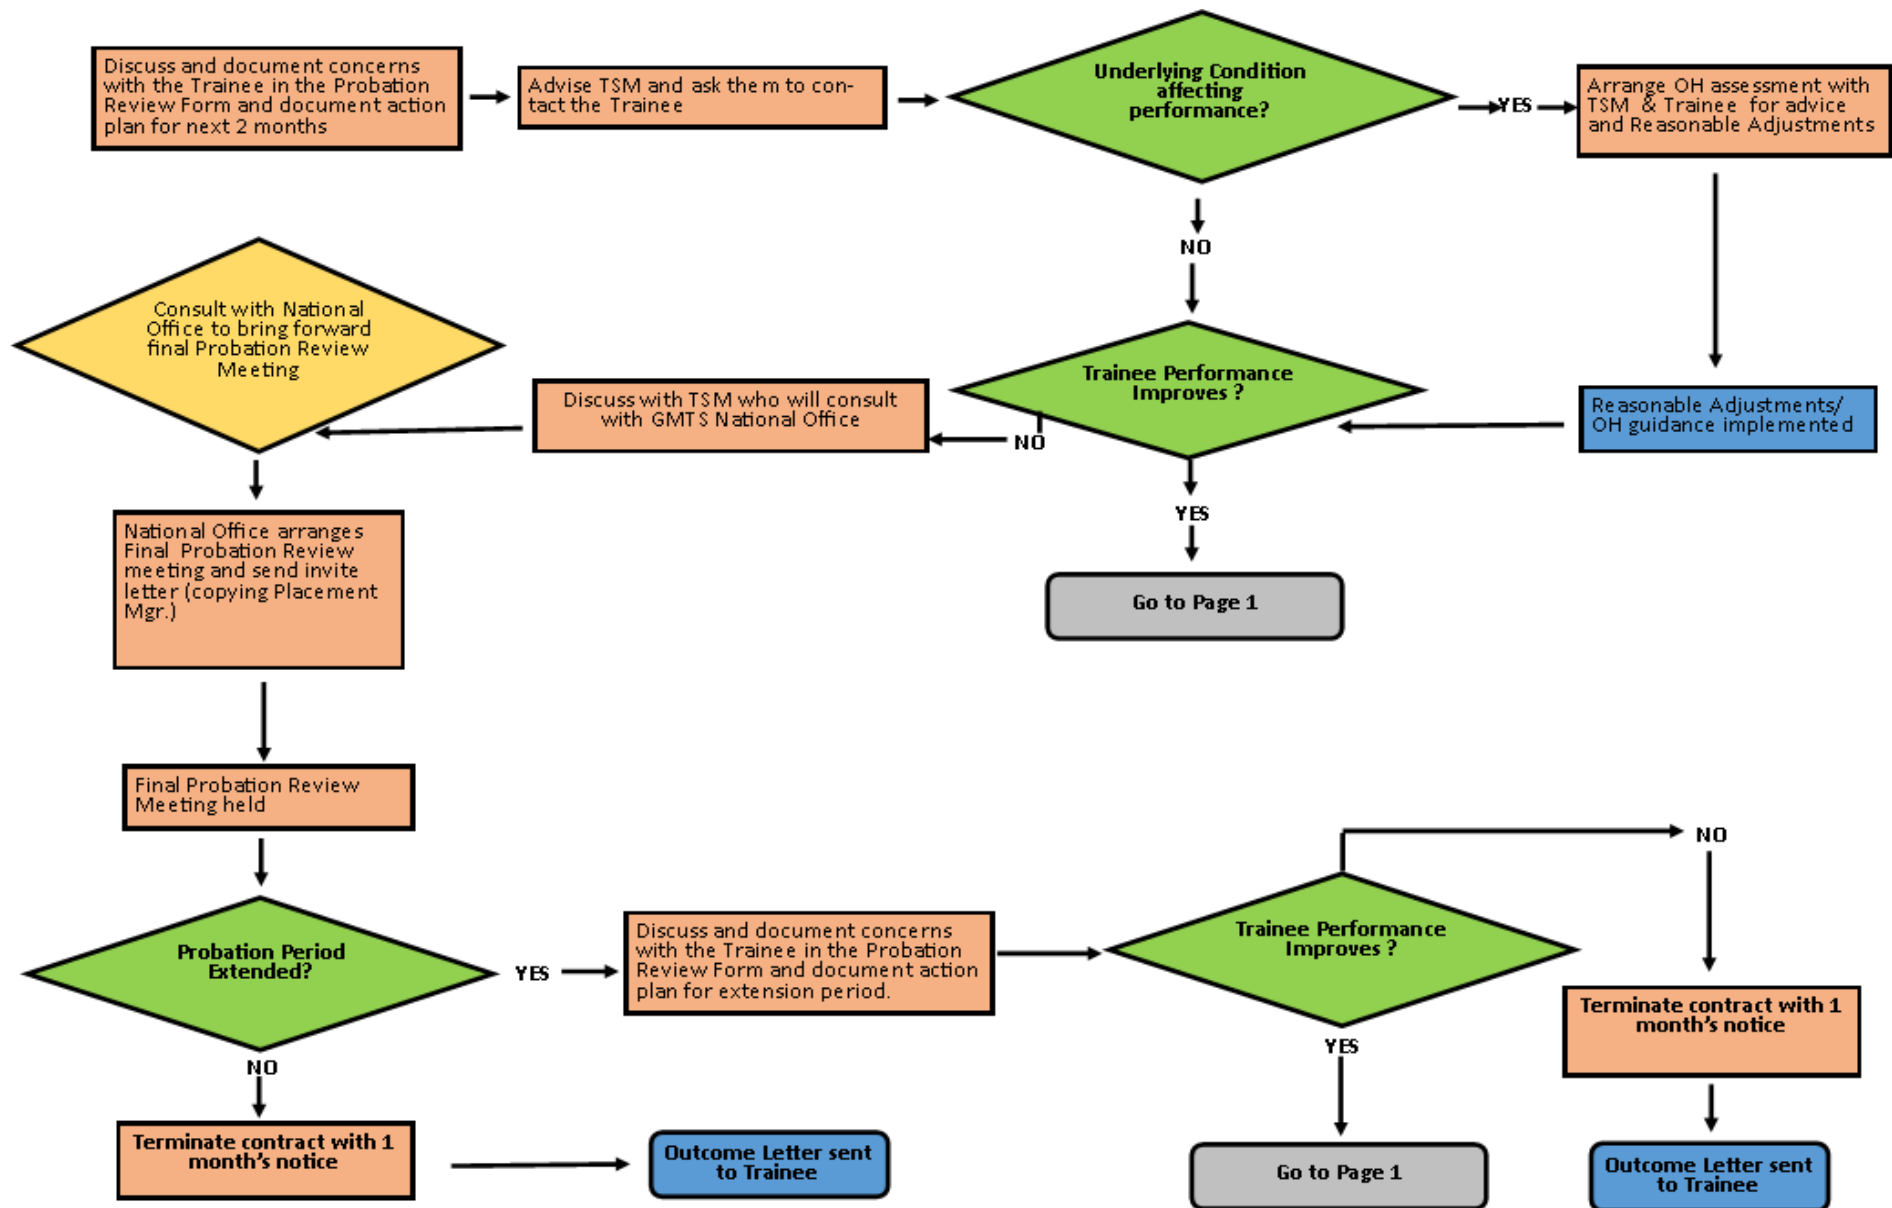 Discuss and document concerns
with the Trainee in the Probation
Review Form and document action
plan for next 2 months
Advise TSM and ask the m to con-
tact the Trainee
Underlying Condition
affecting
performance?
YES
Arrange OH assessment with
TSM & Trainee for advice
and Reasonable Adjustments
NO
Consult with National
Office to bring forward
final Probation Review
Meeting
Discuss with TSM who will consult
with GMTS National Office
NO
Trainee Performance
Improves ?
Reasonable Adjustments/
OH guidance implemented
YES
Go to Page 1
National Office arranges
Final Probation Review
meeting and send invite
letter (copying Placement
Mgr.)
Final Probation Review
Meeting held
Probation Period
Extended?
YES
Discuss and document concerns
with the Trainee in the Probation
Review Form and document action
plan for extension period.
Trainee Performance
Improves ?
NO
Terminate contract with 1
month’s notice
NO
YES
Terminate contract with 1
month’s notice
Outcome Letter sent
to Trainee
Go to Page 1
Outcome Letter sent
to Trainee